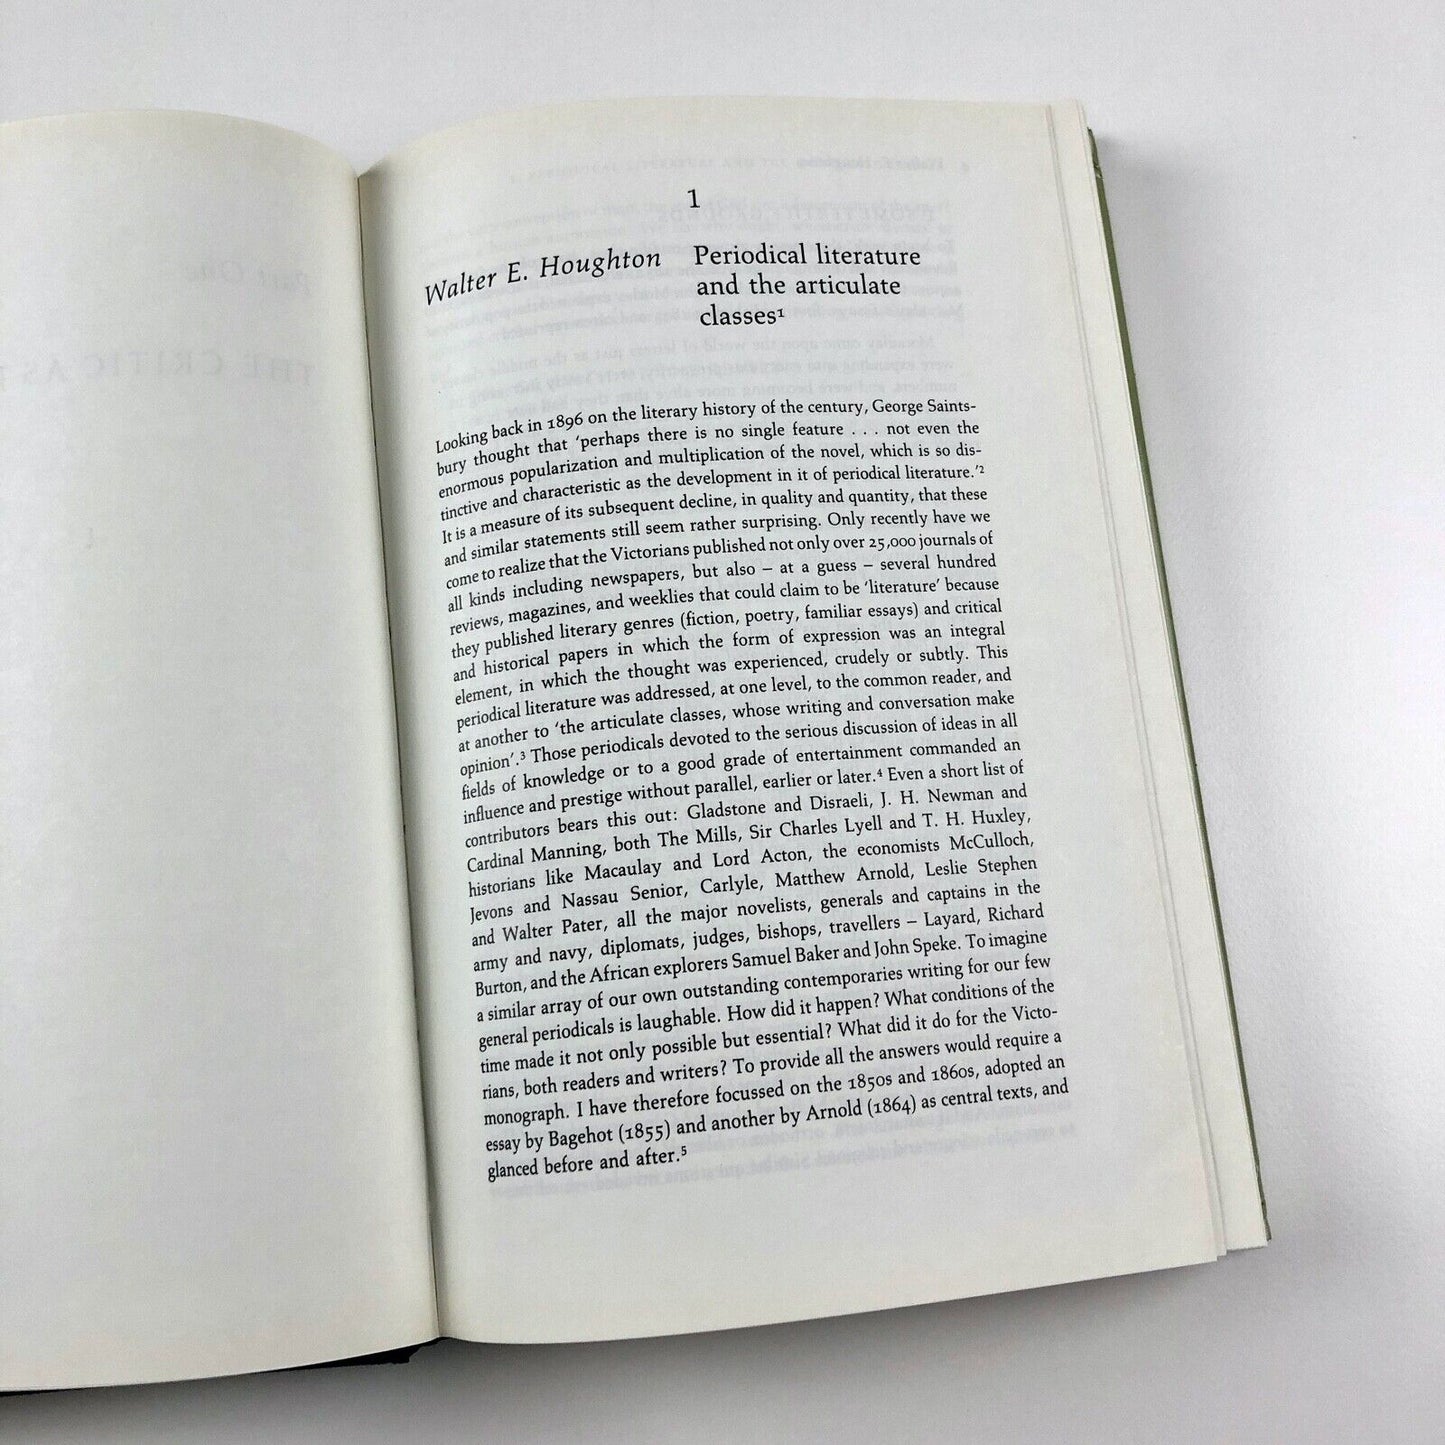 Part One
THE CRITIC AS
1
Walter E. Houghton
Periodical literature
and the articulate
classes¹
Looking back in 1896 on the literary history of the century, George Saints-
bury thought that ‘perhaps there is no single feature . . . not even the
enormous popularization and multiplication of the novel, which is so dis-
tinctive and characteristic as the development in it of periodical literature.’²
It is a measure of its subsequent decline, in quality and quantity, that these
and similar statements still seem rather surprising. Only recently have we
come to realize that the Victorians published not only over 25,000 journals of
all kinds including newspapers, but also – at a guess – several hundred
reviews, magazines, and weeklies that could claim to be ‘literature’ because
they published literary genres (fiction, poetry, familiar essays) and critical
and historical papers in which the form of expression was an integral
element, in which the thought was experienced, crudely or subtly. This
periodical literature was addressed, at one level, to the common reader, and
at another to ‘the articulate classes, whose writing and conversation make
opinion’.³ Those periodicals devoted to the serious discussion of ideas in all
fields of knowledge or to a good grade of entertainment commanded an
influence and prestige without parallel, earlier or later.⁴ Even a short list of
contributors bears this out: Gladstone and Disraeli, J. H. Newman and
Cardinal Manning, both The Mills, Sir Charles Lyell and T. H. Huxley,
historians like Macaulay and Lord Acton, the economists McCulloch,
Jevons and Nassau Senior, Carlyle, Matthew Arnold, Leslie Stephen
and Walter Pater, all the major novelists, generals and captains in the
army and navy, diplomats, judges, bishops, travellers – Layard, Richard
Burton, and the African explorers Samuel Baker and John Speke. To imagine
a similar array of our own outstanding contemporaries writing for our few
general periodicals is laughable. How did it happen? What conditions of the
time made it not only possible but essential? What did it do for the Victo-
rians, both readers and writers? To provide all the answers would require a
monograph. I have therefore focussed on the 1850s and 1860s, adopted an
essay by Bagehot (1855) and another by Arnold (1864) as central texts, and
glanced before and after.⁵